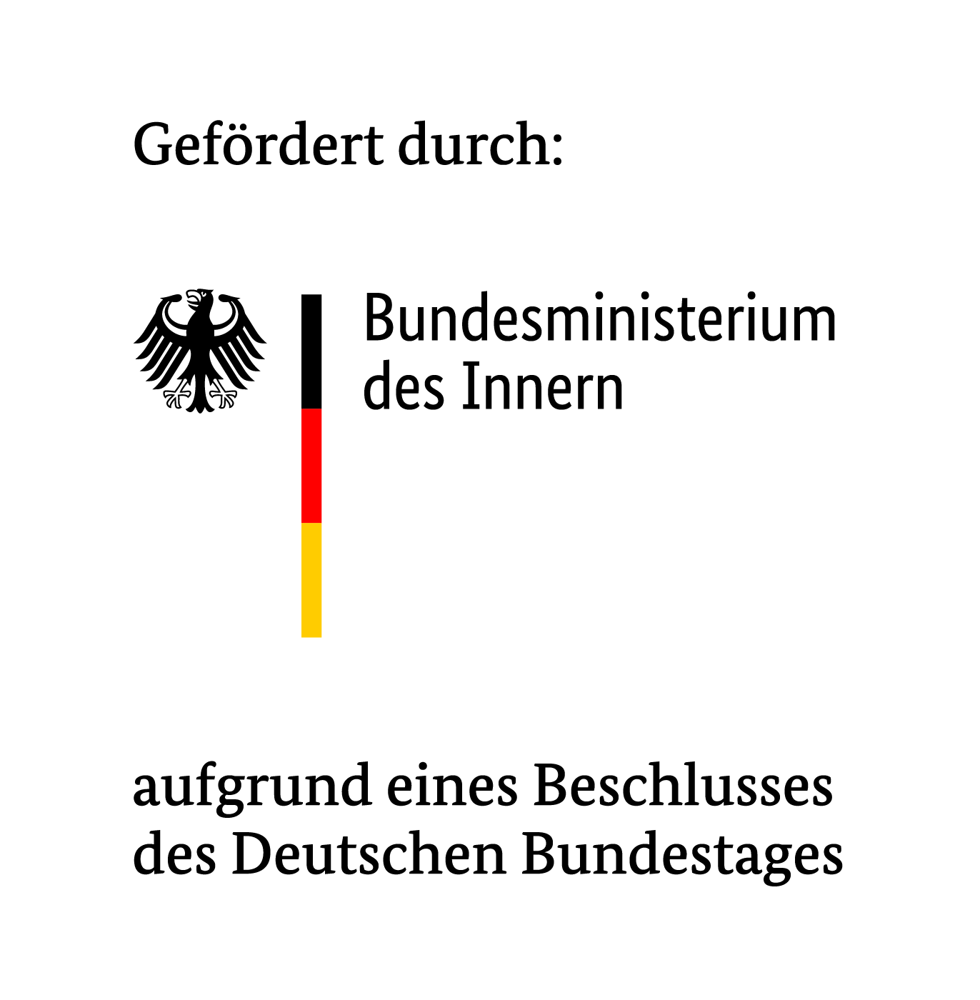 Gefördert durch:
Bundesministerium
des Innern
aufgrund eines Beschlusses
des Deutschen Bundestages